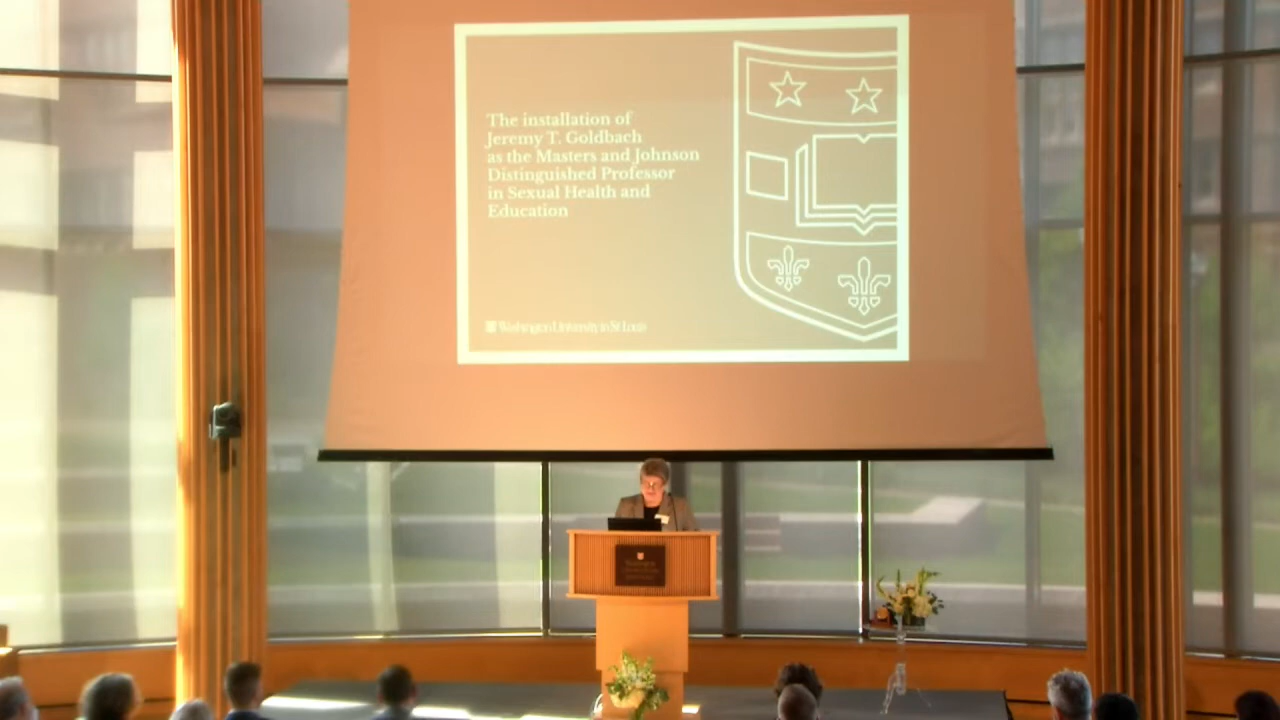 The installation of
Jeremy T. Goldbach
as the Masters and Johnson
Distinguished Professor
in Sexual Health and
Education
Washington University in St. Louis